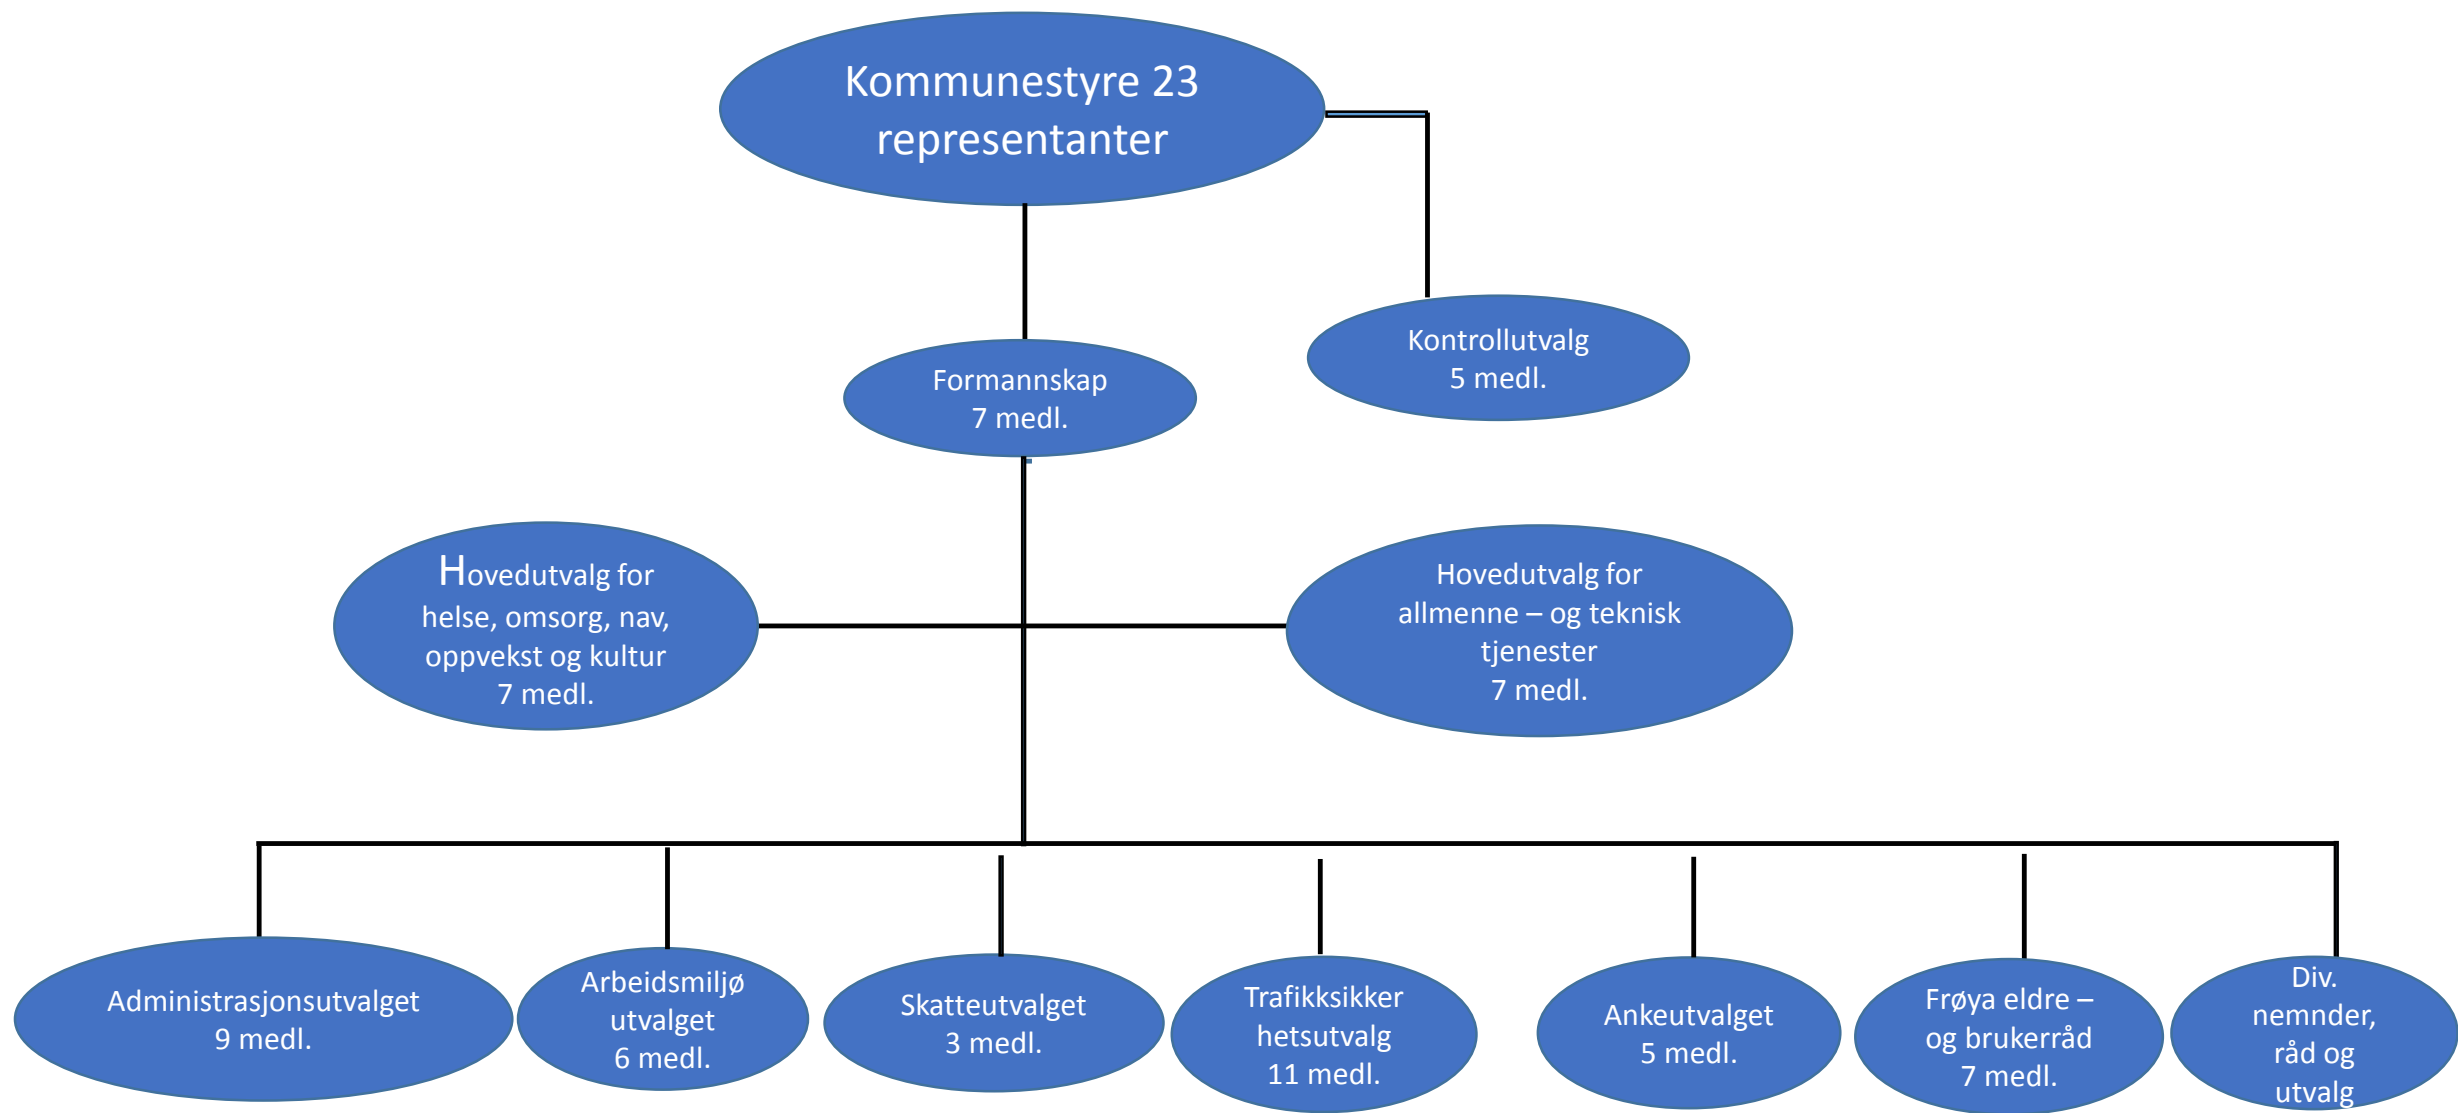 Kommunestyre 23
representanter
Kontrollutvalg
5 medl.
Formannskap
7 medl.
Hovedutvalg for
helse, omsorg, nav,
oppvekst og kultur
7 medl.
Hovedutvalg for
allmenne – og teknisk
tjenester
7 medl.
Administrasjonsutvalget
9 medl.
Arbeidsmiljø
utvalget
6 medl.
Skatteutvalget
3 medl.
Trafikksikker
hetsutvalg
11 medl.
Ankeutvalget
5 medl.
Frøya eldre –
og brukerråd
7 medl.
Div.
nemnder,
råd og
utvalg